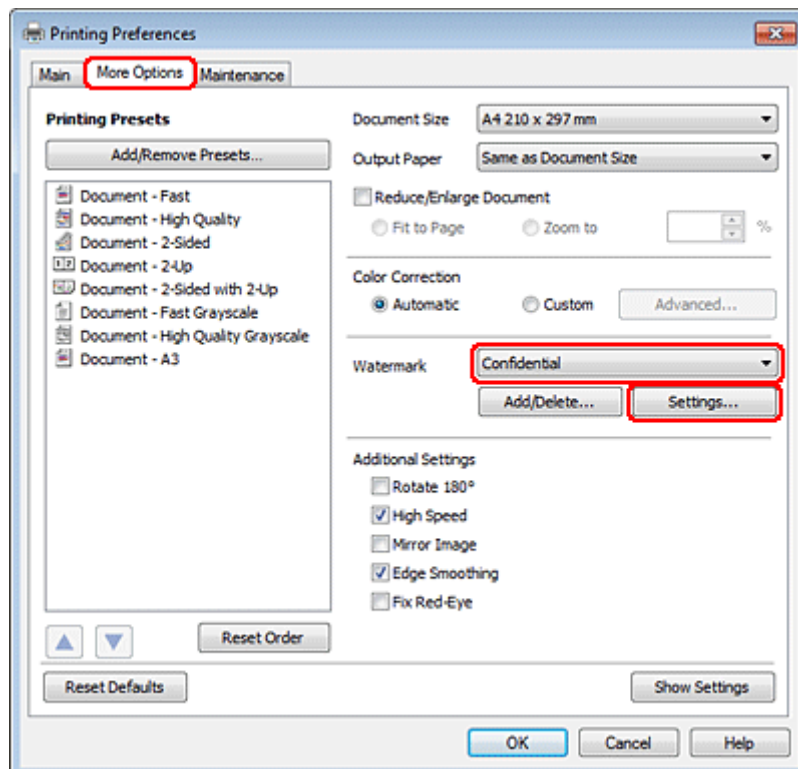 Printing Preferences
Main
More Options
Maintenance
Printing Presets
Add/Remove Presets...
Document - Fast
Document - High Quality
Document - 2-Sided
Document - 2-Up
Document - 2-Sided with 2-Up
Document - Fast Grayscale
Document - High Quality Grayscale
Document - A3
Reset Order
Document Size
A4 210 x 297 mm
Output Paper
Same as Document Size
Reduce/Enlarge Document
Fit to Page
Zoom to
%
Color Correction
Automatic
Custom
Advanced...
Watermark
Confidential
Add/Delete...
Settings...
Additional Settings
Rotate 180°
High Speed
Mirror Image
Edge Smoothing
Fix Red-Eye
Reset Defaults
Show Settings
OK
Cancel
Help